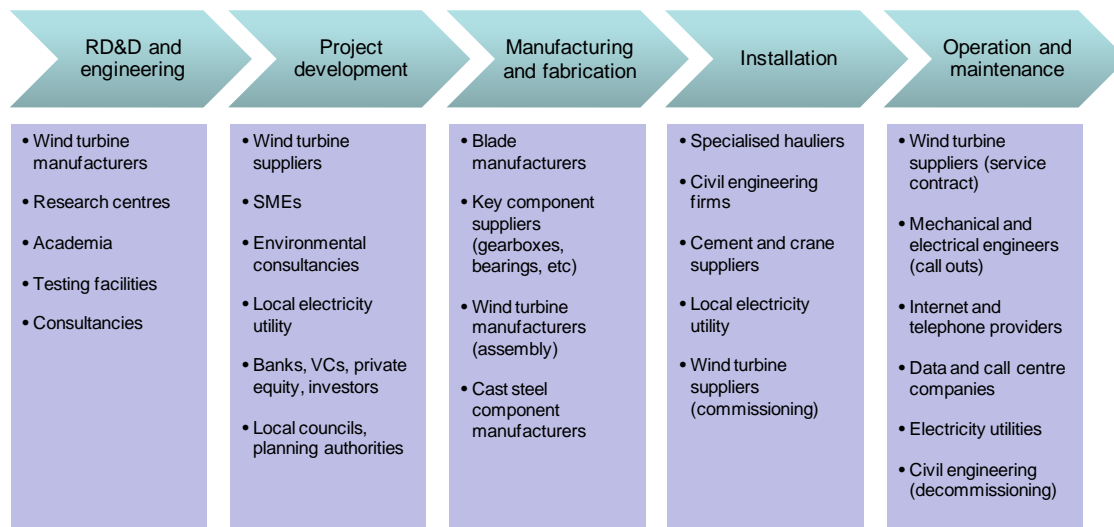 RD&D and
engineering
Project
development
Manufacturing
and fabrication
Installation
Operation and
maintenance
• Wind turbine
manufacturers
• Research centres
• Academia
• Testing facilities
• Consultancies
• Wind turbine
suppliers
• SMEs
• Environmental
consultancies
• Local electricity
utility
• Banks, VCs, private
equity, investors
• Local councils,
planning authorities
• Blade
manufacturers
• Key component
suppliers
(gearboxes,
bearings, etc)
• Wind turbine
manufacturers
(assembly)
• Cast steel
component
manufacturers
• Specialised hauliers
• Civil engineering
firms
• Cement and crane
suppliers
• Local electricity
utility
• Wind turbine
suppliers
(commissioning)
• Wind turbine
suppliers (service
contract)
• Mechanical and
electrical engineers
(call outs)
• Internet and
telephone providers
• Data and call centre
companies
• Electricity utilities
• Civil engineering
(decommissioning)